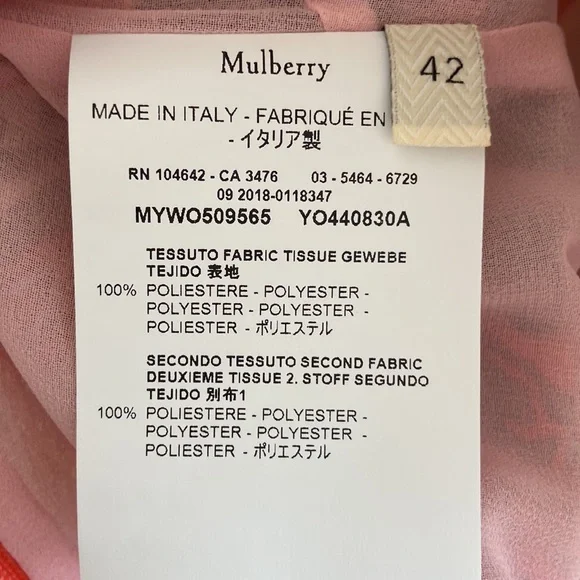 Mulberry
42
MADE IN ITALY - FABRIQUÉ EN
- イタリア製
RN 104642 - CA 3476 03 - 5464 - 6729
09 2018-0118347
MYWO509565 YO440830A
TESSUTO FABRIC TISSUE GEWEBE
TEJIDO 表地
100% POLIESTERE - POLYESTER -
POLYESTER - POLYESTER -
POLIESTER - ポリエステル
SECONDO TESSUTO SECOND FABRIC
DEUXIEME TISSUE 2. STOFF SEGUNDO
TEJIDO 別布1
100% POLIESTERE - POLYESTER -
POLYESTER - POLYESTER -
POLIESTER - ポリエステル